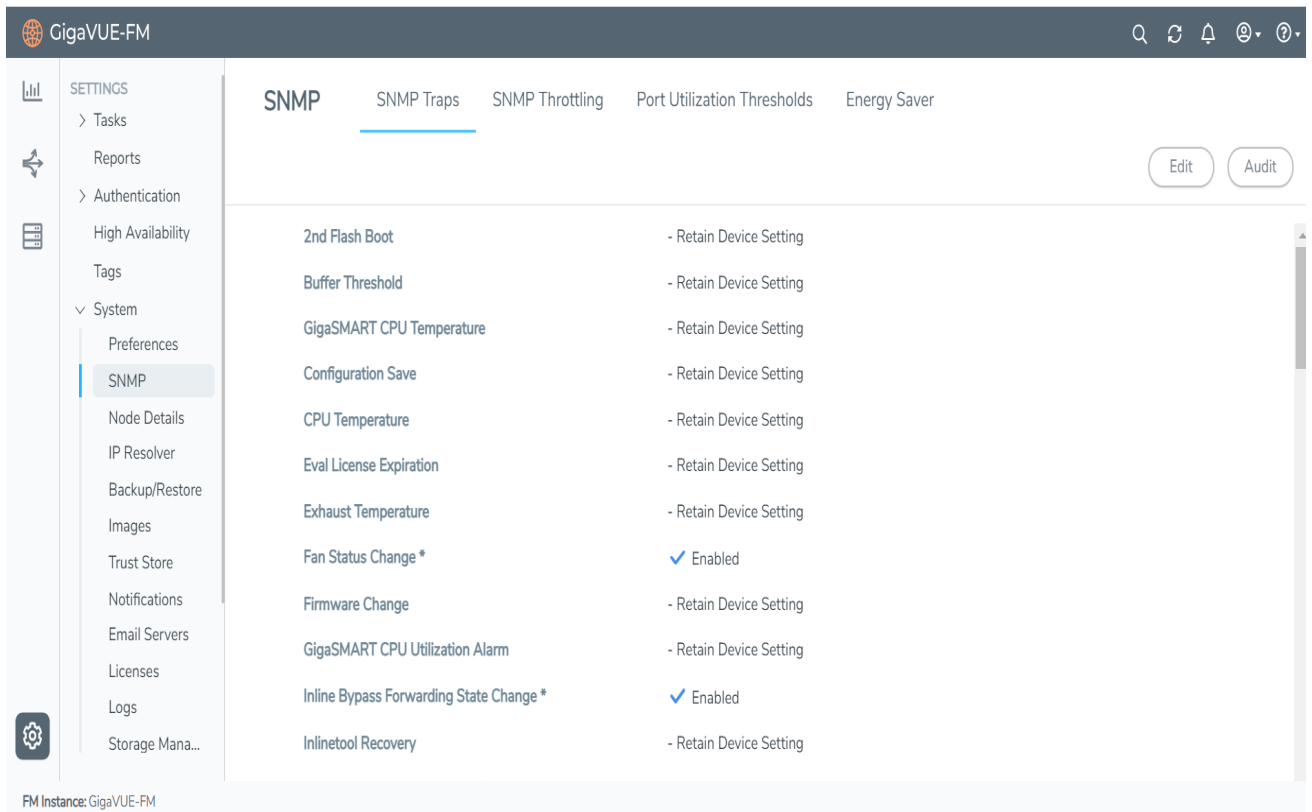 GigaVUE-FM
SETTINGS
Tasks
Reports
Authentication
High Availability
Tags
System
Preferences
SNMP
Node Details
IP Resolver
Backup/Restore
Images
Trust Store
Notifications
Email Servers
Licenses
Logs
Storage Mana...
SNMP SNMP Traps SNMP Throttling Port Utilization Thresholds Energy Saver
Edit Audit
2nd Flash Boot - Retain Device Setting
Buffer Threshold - Retain Device Setting
GigaSMART CPU Temperature - Retain Device Setting
Configuration Save - Retain Device Setting
CPU Temperature - Retain Device Setting
Eval License Expiration - Retain Device Setting
Exhaust Temperature - Retain Device Setting
Fan Status Change * Enabled
Firmware Change - Retain Device Setting
GigaSMART CPU Utilization Alarm - Retain Device Setting
Inline Bypass Forwarding State Change * Enabled
Inlinetool Recovery - Retain Device Setting
FM Instance: GigaVUE-FM